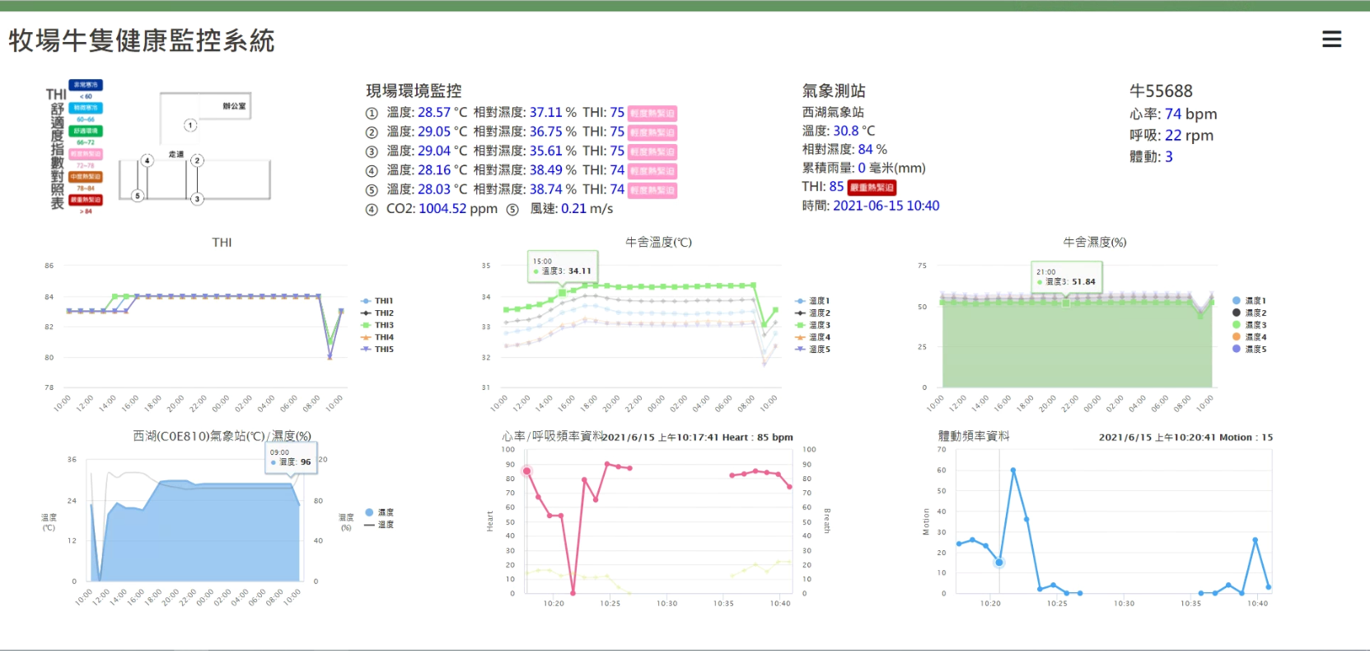 牧場牛隻健康監控系統
THI舒適度指數對照表
非常寒冷
< 60
稍微寒冷
60~66
舒適環境
66~72
輕度熱緊迫
72~78
中度熱緊迫
78~84
嚴重熱緊迫
> 84
辦公室
走道
1
2
3
4
5
現場環境監控
① 溫度: 28.57 °C 相對濕度: 37.11 % THI: 75 輕度熱緊迫
② 溫度: 29.05 °C 相對濕度: 36.75 % THI: 75 輕度熱緊迫
③ 溫度: 29.04 °C 相對濕度: 35.61 % THI: 75 輕度熱緊迫
④ 溫度: 28.16 °C 相對濕度: 38.49 % THI: 74 輕度熱緊迫
⑤ 溫度: 28.03 °C 相對濕度: 38.74 % THI: 74 輕度熱緊迫
④ CO2: 1004.52 ppm ⑤ 風速: 0.21 m/s
氣象測站
西湖氣象站
溫度: 30.8 °C
相對濕度: 84 %
累積雨量: 0 毫米(mm)
THI: 85 嚴重熱緊迫
時間: 2021-06-15 10:40
牛55688
心率: 74 bpm
呼吸: 22 rpm
體動: 3
THI
86
84
82
80
78
10:00 12:00 14:00 16:00 18:00 20:00 22:00 00:00 02:00 04:00 06:00 08:00 10:00
THI1
THI2
THI3
THI4
THI5
牛舍溫度(℃)
15:00
溫度3: 34.11
35
34
33
32
31
10:00 12:00 14:00 16:00 18:00 20:00 22:00 00:00 02:00 04:00 06:00 08:00 10:00
溫度1
溫度2
溫度3
溫度4
溫度5
牛舍濕度(%)
21:00
濕度3: 51.84
75
50
25
0
10:00 12:00 14:00 16:00 18:00 20:00 22:00 00:00 02:00 04:00 06:00 08:00 10:00
濕度1
濕度2
濕度3
濕度4
濕度5
西湖(C0E810)氣象站(℃)/濕度(%)
09:00
濕度: 96
36
24
12
0
溫度
(℃)
20
80
40
0
濕度
(%)
10:00 12:00 14:00 16:00 18:00 20:00 22:00 00:00 02:00 04:00 06:00 08:00 10:00
濕度
溫度
心率/呼吸頻率資料
2021/6/15 上午10:17:41 Heart : 85 bpm
100
90
80
70
60
50
40
30
20
10
0
Heart
100
90
80
70
60
50
40
30
20
10
0
Breath
10:20 10:25 10:30 10:35 10:40
體動頻率資料
2021/6/15 上午10:20:41 Motion : 15
70
60
50
40
30
20
10
0
Motion
10:20 10:25 10:30 10:35 10:40